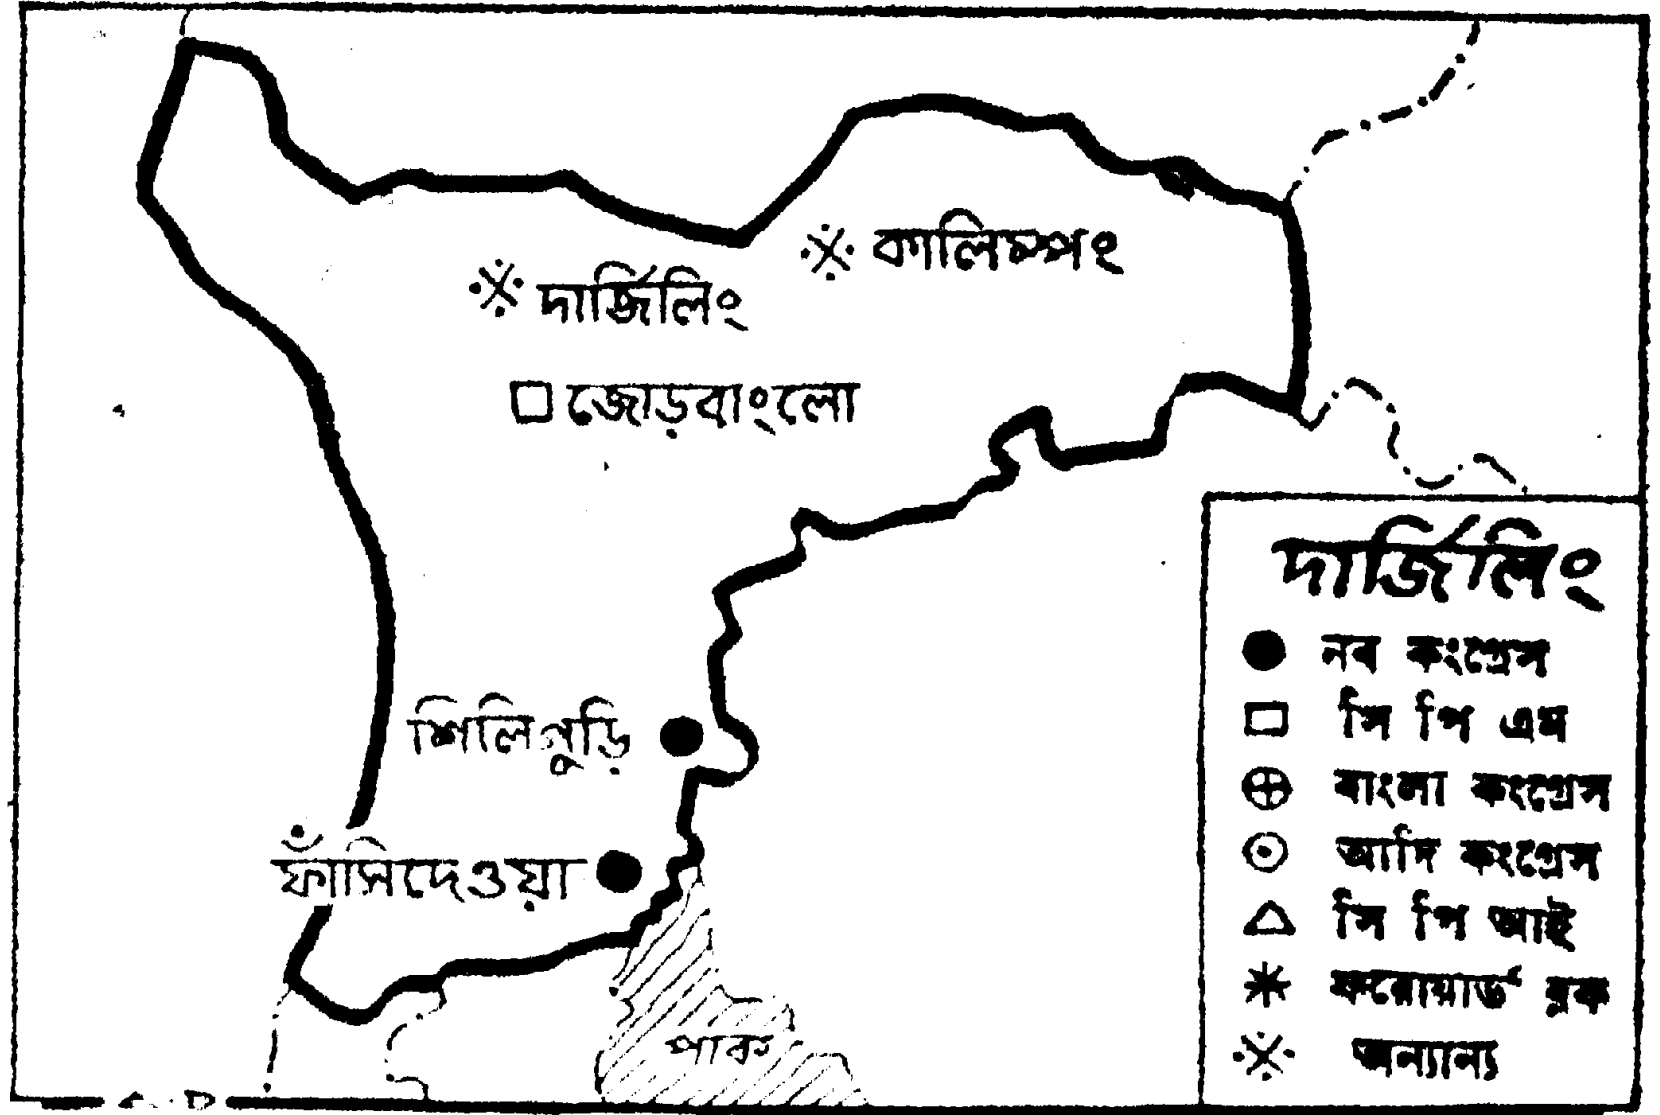 কালিম্পং
দার্জিলিং
জোড়বাংলো
শিলিগুড়ি
ফাঁসিদেওয়া
পাক
দার্জিলিং
নব কংগ্রেস
সি পি এম
বাংলা কংগ্রেস
আদি কংগ্রেস
সি পি আই
ফরোয়ার্ড ব্লক
অন্যান্য